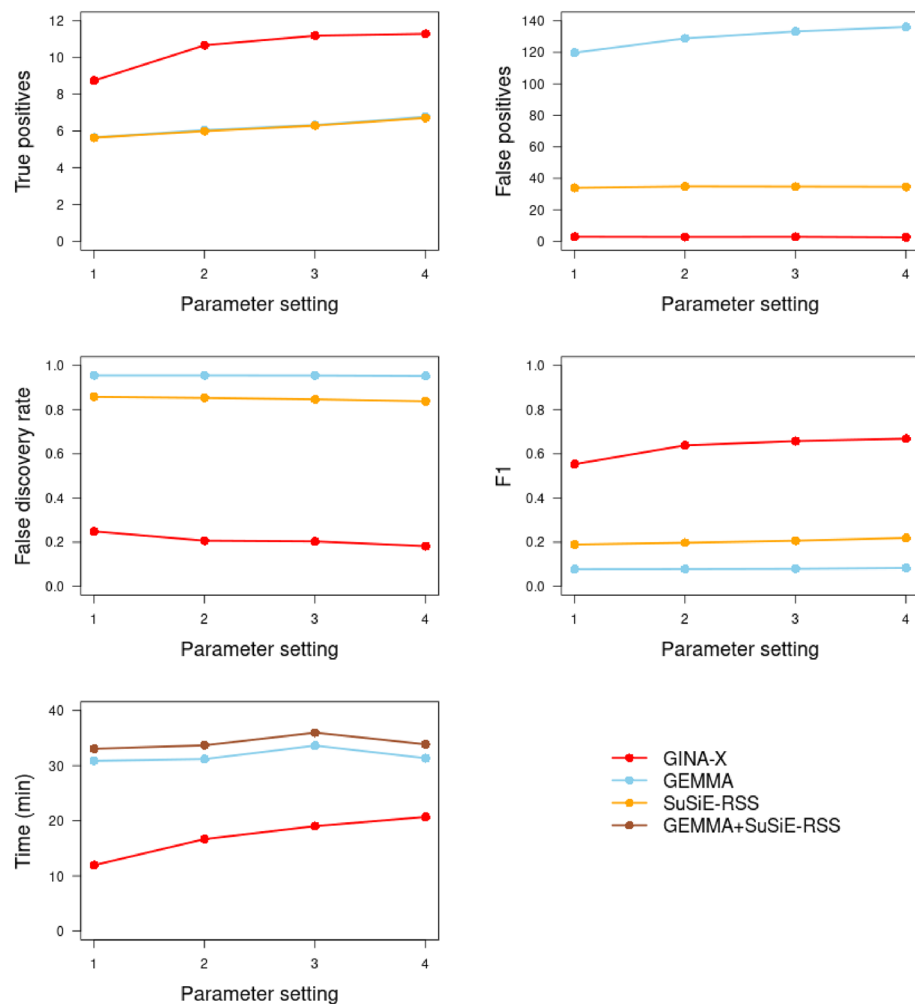 True positives
12
10
8
6
4
2
0
1 2 3 4
Parameter setting
False positives
140
120
100
80
60
40
20
0
1 2 3 4
Parameter setting
False discovery rate
1.0
0.8
0.6
0.4
0.2
0.0
1 2 3 4
Parameter setting
F1
1.0
0.8
0.6
0.4
0.2
0.0
1 2 3 4
Parameter setting
Time (min)
40
30
20
10
0
1 2 3 4
Parameter setting
GINA-X
GEMMA
SuSiE-RSS
GEMMA+SuSiE-RSS